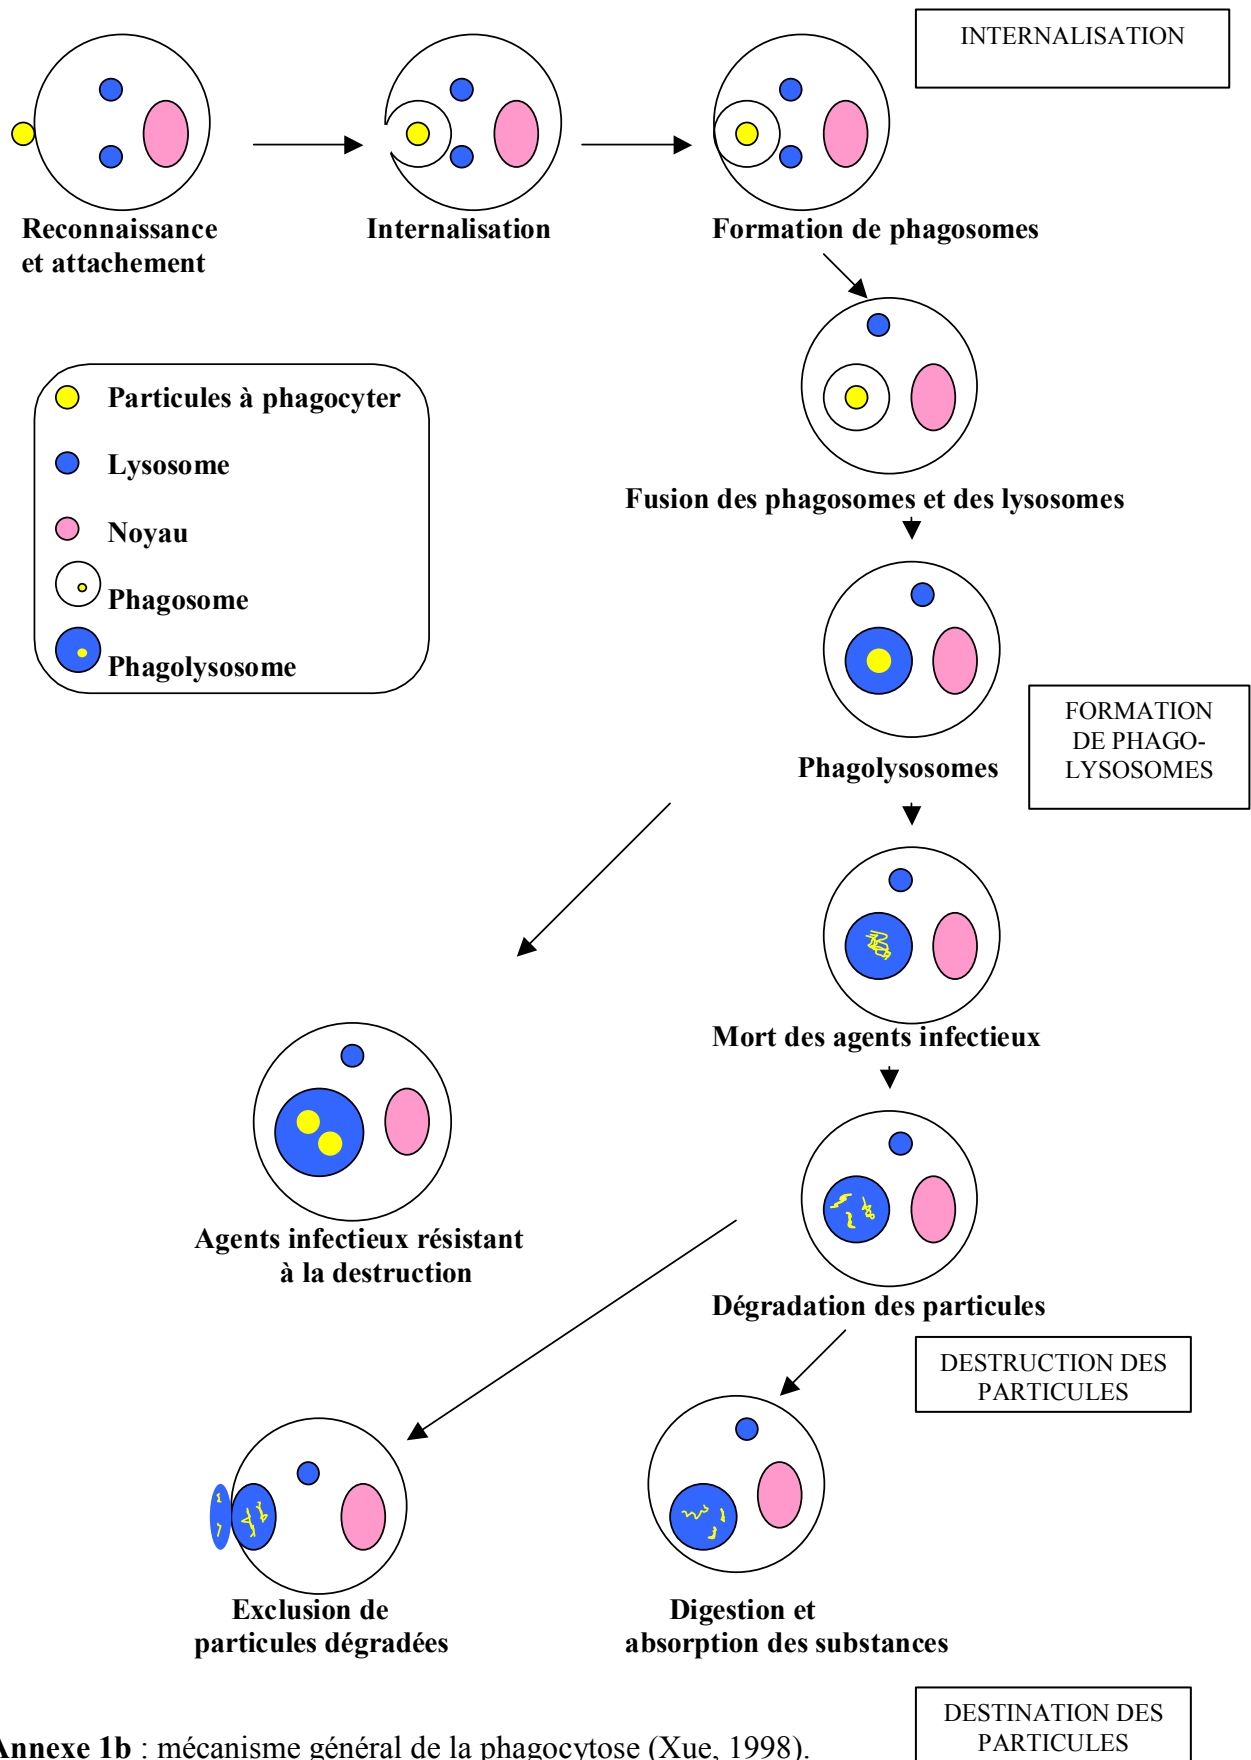 INTERNALISATION
Reconnaissance
et attachement
Internalisation
Formation de phagosomes
Particules à phagocyter
Lysosome
Noyau
Phagosome
Phagolysosome
Fusion des phagosomes et des lysosomes
Phagolysosomes
FORMATION
DE PHAGO-
LYSOSOMES
Mort des agents infectieux
Agents infectieux résistant
à la destruction
Dégradation des particules
DESTRUCTION DES
PARTICULES
Exclusion de
particules dégradées
Digestion et
absorption des substances
DESTINATION DES
PARTICULES
Annexe 1b : mécanisme général de la phagocytose (Xue, 1998).